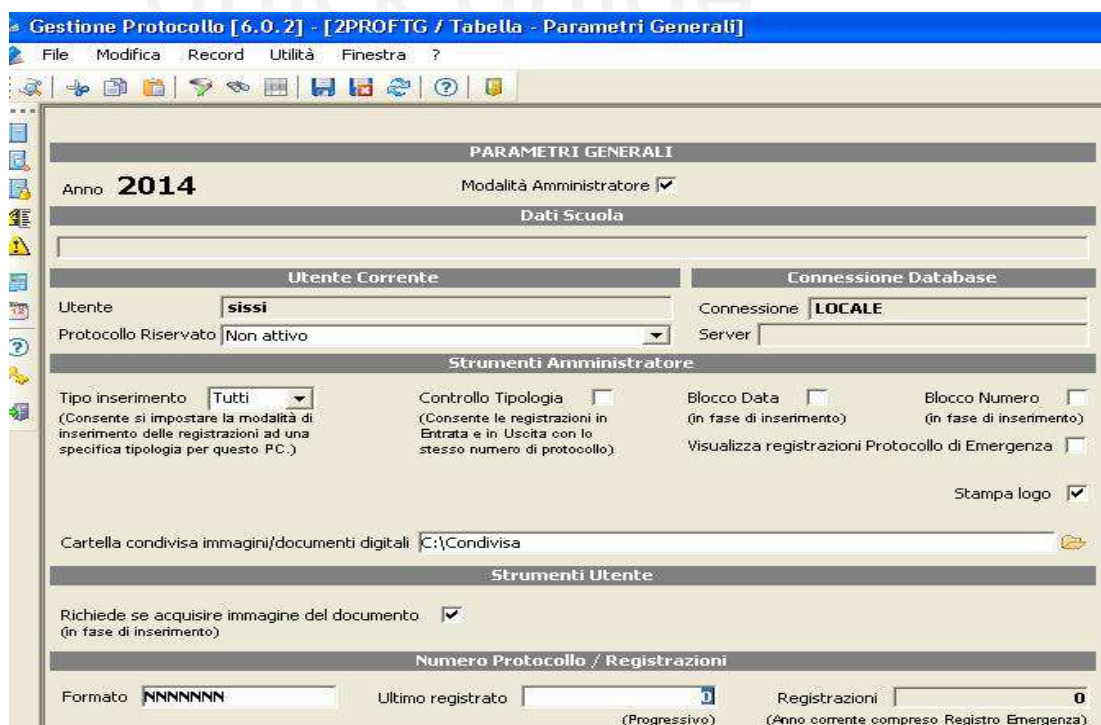 Gestione Protocollo [6.0.2] - [2PROFTG / Tabella - Parametri Generali]
File Modifica Record Utilità Finestra ?
PARAMETRI GENERALI
Anno 2014 Modalità Amministratore
Dati Scuola
Utente Corrente Connessione Database
Utente sissi Connessione LOCALE
Protocollo Riservato Non attivo Server
Strumenti Amministratore
Tipo inserimento Tutti Controllo Tipologia Blocco Data Blocco Numero
(Consente si impostare la modalità di (Consente le registrazioni in (in fase di inserimento) (in fase di inserimento)
inserimento delle registrazioni ad una Entrata e in Uscita con lo
specifica tipologia per questo PC.) stesso numero di protocollo) Visualizza registrazioni Protocollo di Emergenza
Stampa logo
Cartella condivisa immagini/documenti digitali C:\Condivisa
Strumenti Utente
Richiede se acquisire immagine del documento
(in fase di inserimento)
Numero Protocollo / Registrazioni
Formato NNNNNNN Ultimo registrato 0 Registrazioni 0
(Progressivo) (Anno corrente compreso Registro Emergenza)